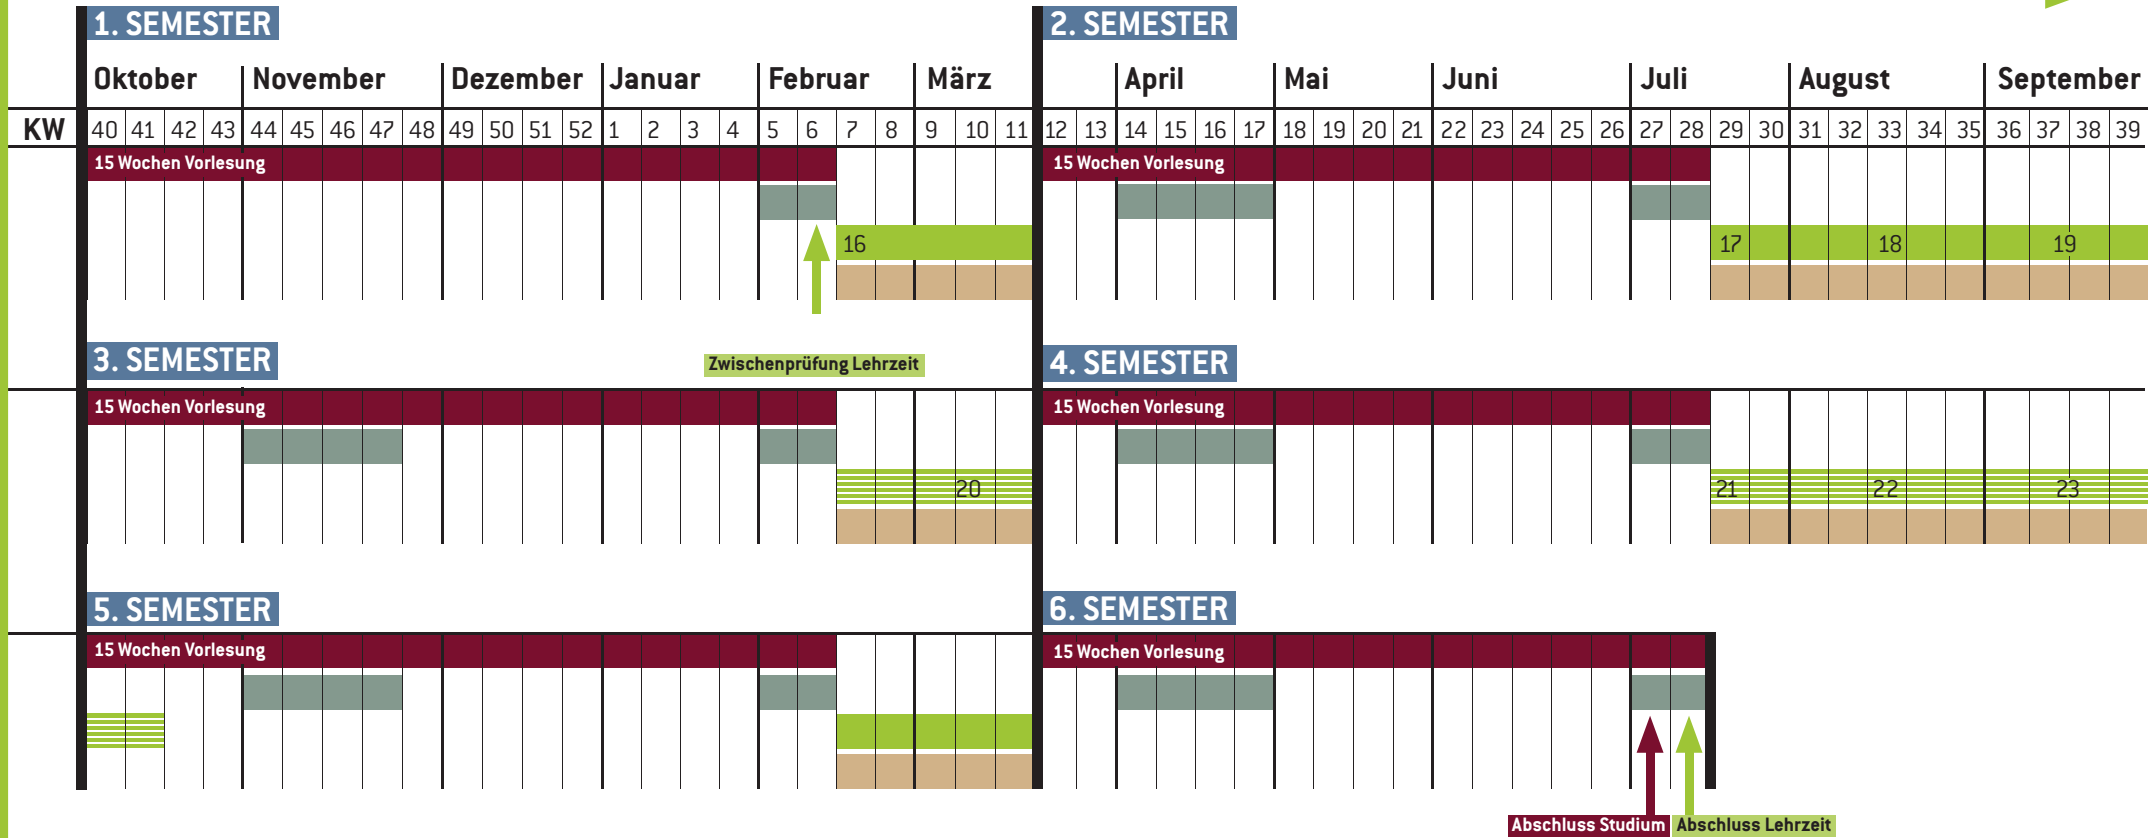 1. SEMESTER 2. SEMESTER
Oktober November Dezember Januar Februar März April Mai Juni Juli August September
KW 40 41 42 43 44 45 46 47 48 49 50 51 52 1 2 3 4 5 6 7 8 9 10 11 12 13 14 15 16 17 18 19 20 21 22 23 24 25 26 27 28 29 30 31 32 33 34 35 36 37 38 39
15 Wochen Vorlesung 15 Wochen Vorlesung
16 17 18 19
Zwischenprüfung Lehrzeit
3. SEMESTER 4. SEMESTER
15 Wochen Vorlesung 15 Wochen Vorlesung
20 21 22 23
5. SEMESTER 6. SEMESTER
15 Wochen Vorlesung 15 Wochen Vorlesung
Abschluss Studium Abschluss Lehrzeit